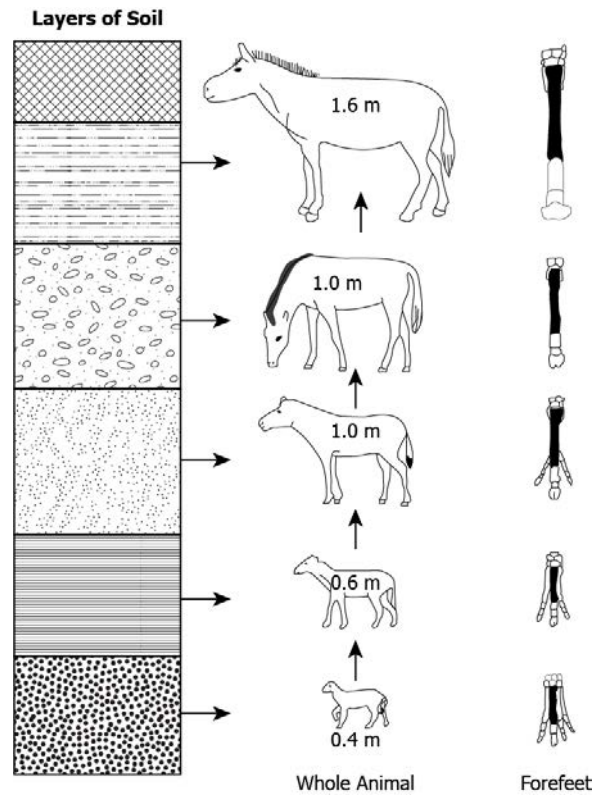 Layers of Soil
1.6 m
1.0 m
1.0 m
0.6 m
0.4 m
Whole Animal
Forefeet